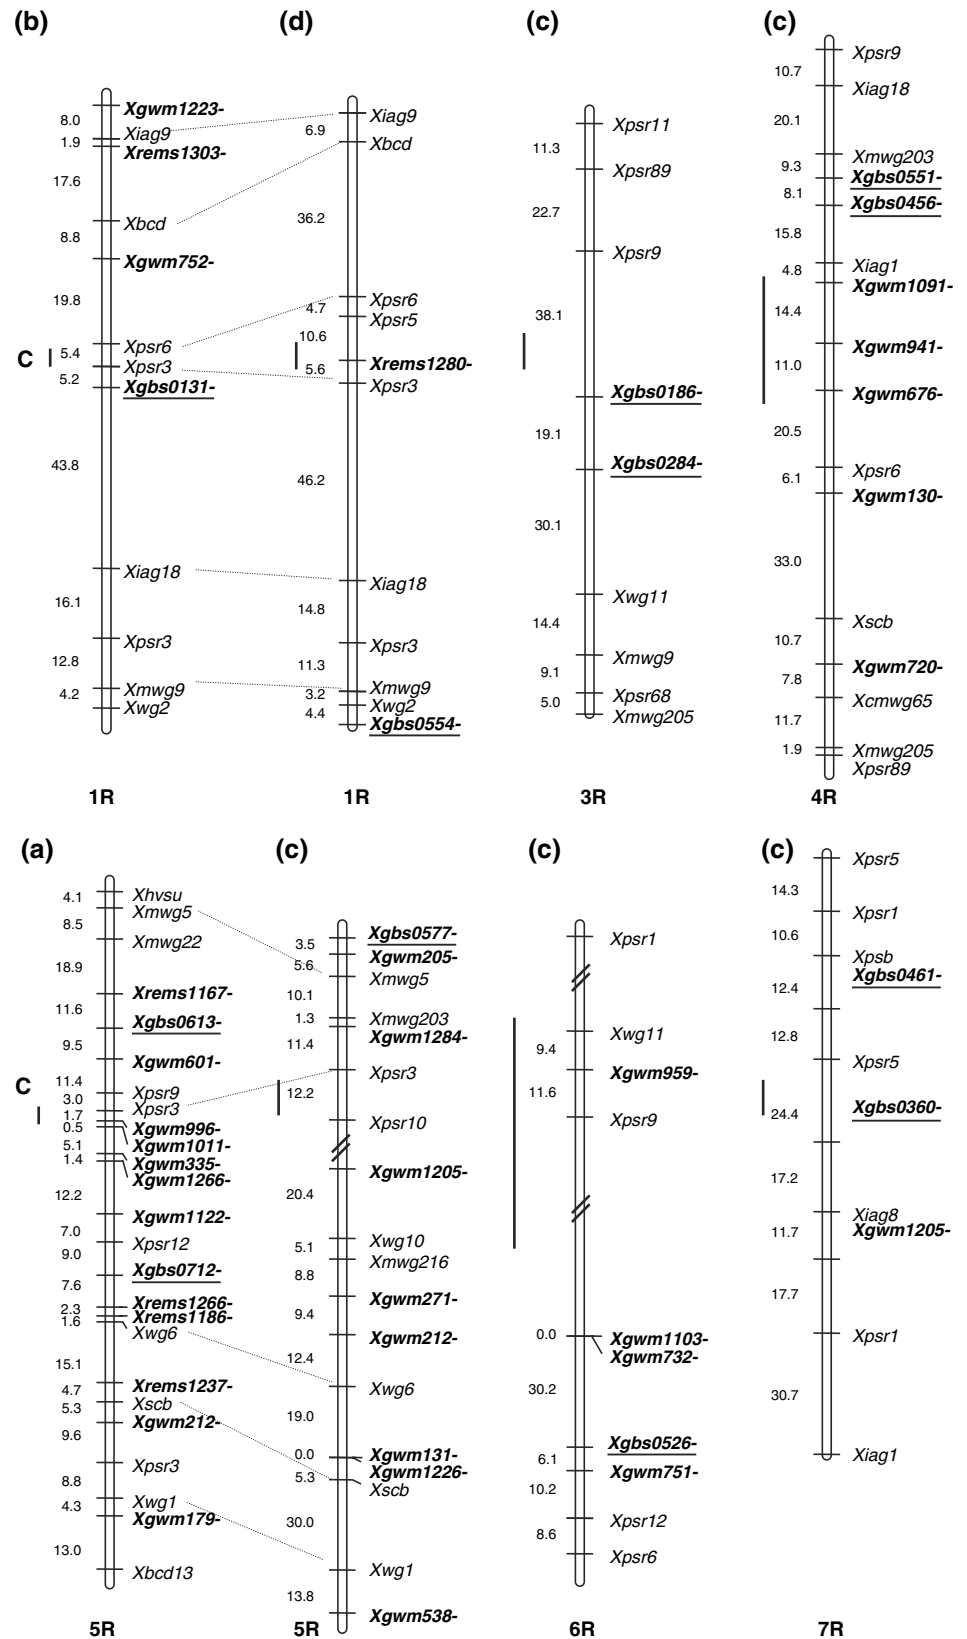 (b)
8.0
1.9
17.6
8.8
19.8
5.4
5.2
43.8
16.1
12.8
4.2
C
Xgwm1223-
Xiag9
Xrems1303-
Xbcd
Xgwm752-
Xpsr6
Xpsr3
Xgbs0131-
Xiag18
Xpsr3
Xmwg9
Xwg2
1R
(d)
6.9
36.2
4.7
10.6
5.6
46.2
14.8
11.3
3.2
4.4
Xiag9
Xbcd
Xpsr6
Xpsr5
Xrems1280-
Xpsr3
Xiag18
Xpsr3
Xmwg9
Xwg2
Xgbs0554-
1R
(c)
11.3
22.7
38.1
19.1
30.1
14.4
9.1
5.0
Xpsr11
Xpsr89
Xpsr9
Xgbs0186-
Xgbs0284-
Xwg11
Xmwg9
Xpsr68
Xmwg205
3R
(c)
10.7
20.1
9.3
8.1
15.8
4.8
14.4
11.0
20.5
6.1
33.0
10.7
7.8
11.7
1.9
Xpsr9
Xiag18
Xmwg203
Xgbs0551-
Xgbs0456-
Xiag1
Xgwm1091-
Xgwm941-
Xgwm676-
Xpsr6
Xgwm130-
Xscb
Xgwm720-
Xcmwg65
Xmwg205
Xpsr89
4R
(a)
4.1
8.5
18.9
11.6
9.5
11.4
3.0
1.7
0.5
5.1
1.4
12.2
7.0
9.0
7.6
2.3
1.6
15.1
4.7
5.3
9.6
8.8
4.3
13.0
C
Xhvsu
Xmwg5
Xmwg22
Xrems1167-
Xgbs0613-
Xgwm601-
Xpsr9
Xpsr3
Xgwm996-
Xgwm1011-
Xgwm335-
Xgwm1266-
Xgwm1122-
Xpsr12
Xgbs0712-
Xrems1266-
Xrems1186-
Xwg6
Xrems1237-
Xscb
Xgwm212-
Xpsr3
Xwg1
Xgwm179-
Xbcd13
5R
(c)
3.5
5.6
10.1
1.3
11.4
12.2
20.4
5.1
8.8
9.4
12.4
19.0
0.0
5.3
30.0
13.8
Xgbs0577-
Xgwm205-
Xmwg5
Xmwg203
Xgwm1284-
Xpsr3
Xpsr10
Xgwm1205-
Xwg10
Xmwg216
Xgwm271-
Xgwm212-
Xwg6
Xgwm131-
Xgwm1226-
Xscb
Xwg1
Xgwm538-
5R
(c)
9.4
11.6
0.0
30.2
6.1
10.2
8.6
Xpsr1
Xwg11
Xgwm959-
Xpsr9
Xgwm1103-
Xgwm732-
Xgbs0526-
Xgwm751-
Xpsr12
Xpsr6
6R
(c)
14.3
10.6
12.4
12.8
24.4
17.2
11.7
17.7
30.7
Xpsr5
Xpsr1
Xpsb
Xgbs0461-
Xpsr5
Xgbs0360-
Xiag8
Xgwm1205-
Xpsr1
Xiag1
7R